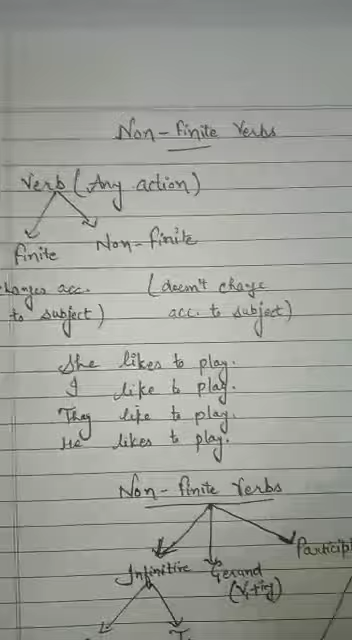 Non-finite Verbs
Verb (Any action)
finite Non-finite
changes acc. (doesn't change
to subject) acc. to subject)
She likes to play.
I like to play.
They like to play.
He likes to play.
Non-finite Verbs
Infinitive Gerund Particip
(V₁+ing)